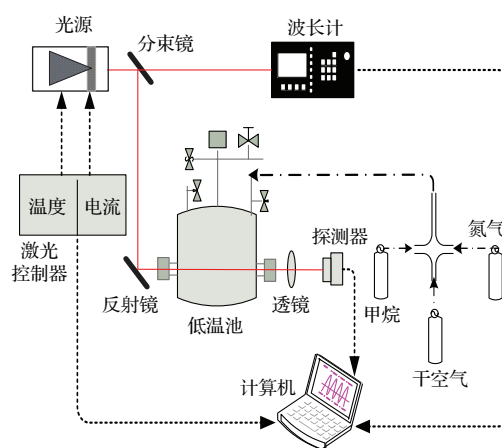 光源
分束镜
波长计
温度
电流
激光
控制器
反射镜
低温池
透镜
探测器
氮气
甲烷
干空气
计算机